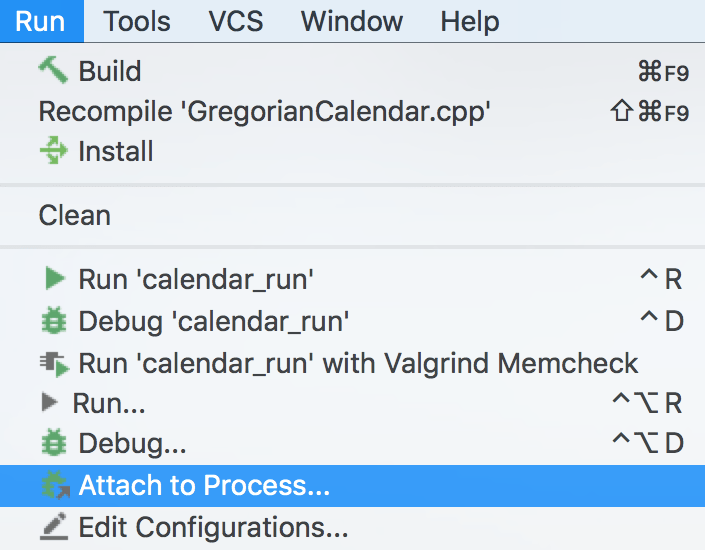 Run Tools VCS Window Help
Build ⌘F9
Recompile 'GregorianCalendar.cpp' ⇧⌘F9
Install
Clean
Run 'calendar_run' ^R
Debug 'calendar_run' ^D
Run 'calendar_run' with Valgrind Memcheck
Run... ^⌥R
Debug... ^⌥D
Attach to Process...
Edit Configurations...